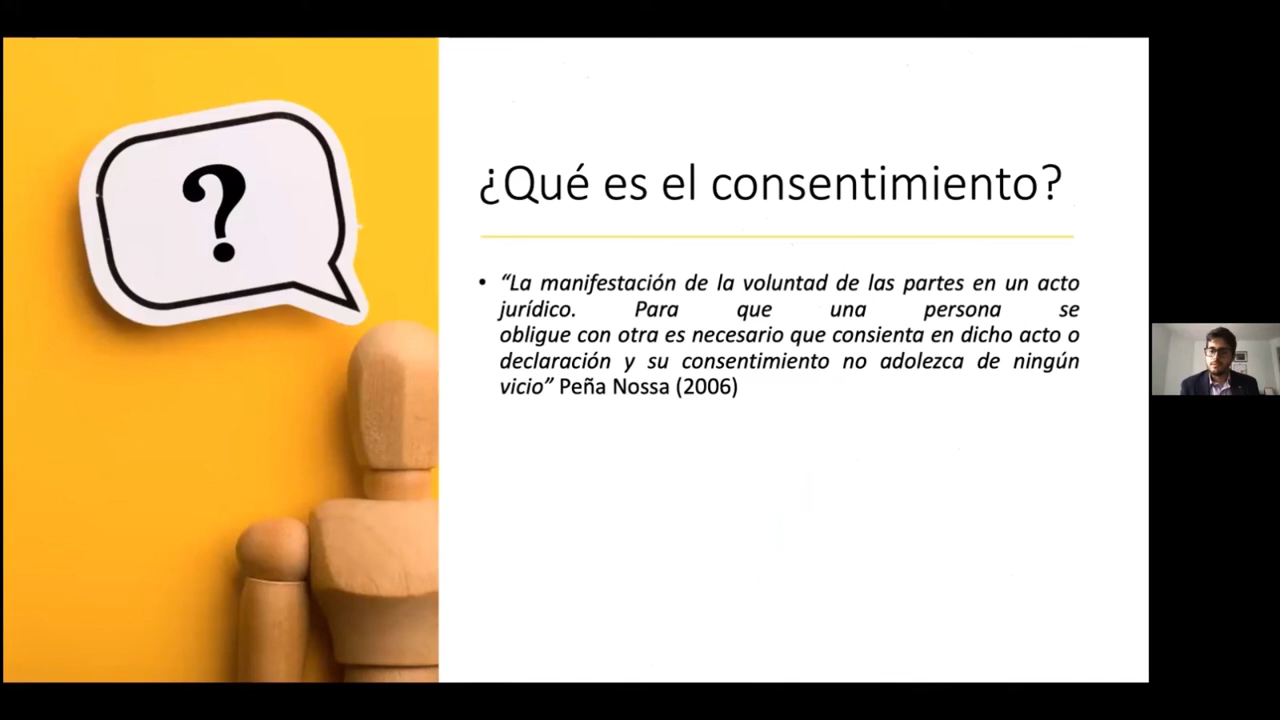 ?
¿Qué es el consentimiento?
• “La manifestación de la voluntad de las partes en un acto
jurídico. Para que una persona se
obligue con otra es necesario que consienta en dicho acto o
declaración y su consentimiento no adolezca de ningún
vicio” Peña Nossa (2006)